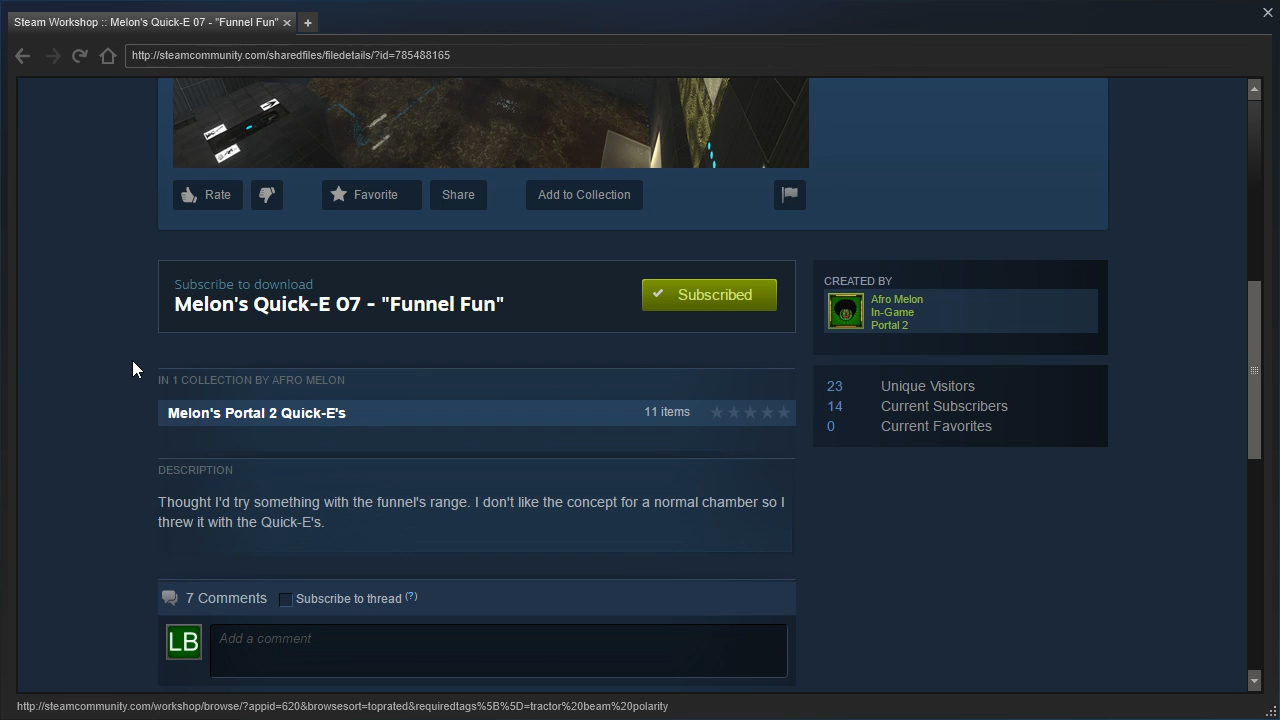 Steam Workshop :: Melon's Quick-E 07 - "Funnel Fun"
http://steamcommunity.com/sharedfiles/filedetails/?id=785488165
Rate
Favorite
Share
Add to Collection
Subscribe to download
Melon's Quick-E 07 - "Funnel Fun"
Subscribed
CREATED BY
Afro Melon
In-Game
Portal 2
IN 1 COLLECTION BY AFRO MELON
Melon's Portal 2 Quick-E's 11 items
23 Unique Visitors
14 Current Subscribers
0 Current Favorites
DESCRIPTION
Thought I'd try something with the funnel's range. I don't like the concept for a normal chamber so I
threw it with the Quick-E's.
7 Comments Subscribe to thread (?)
LB
Add a comment
http://steamcommunity.com/workshop/browse/?appid=620&browsesort=toprated&requiredtags%5B%5D=tractor%20beam%20polarity